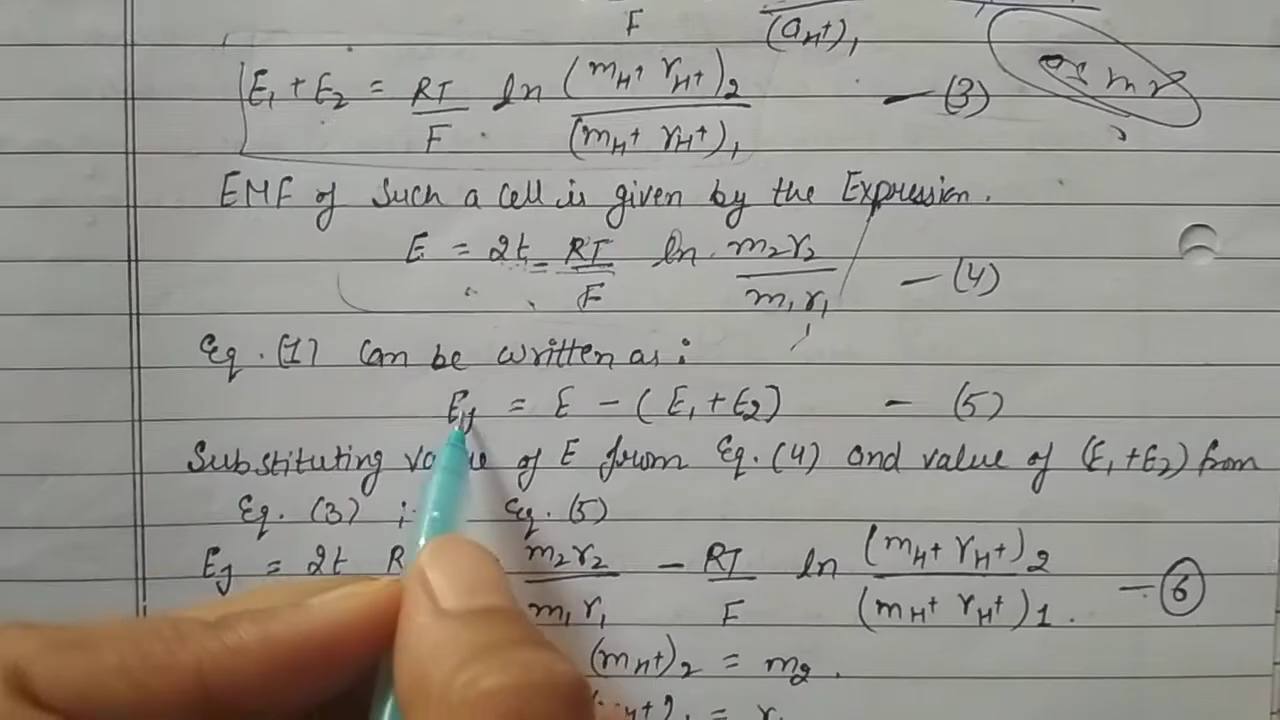 F (aH+)1
E1 + E2 = RT/F ln (mH+ γH+)2 / (mH+ γH+)1 — (3)
a = mγ
EMF of Such a Cell is given by the Expression.
E = 2t_ RT/F ln m2γ2 / m1γ1 — (4)
Eq. (1) Can be written as :
Ej = E - (E1 + E2) - (5)
Substituting of E from Eq. (4) and value of (E1+E2) from
Eq. (3) Eq. (5)
Ej = 2t R m2γ2 / m1γ1 - RT/F ln (mH+ γH+)2 / (mH+ γH+)1. — 6
(mH+)2 = m2.
= γ